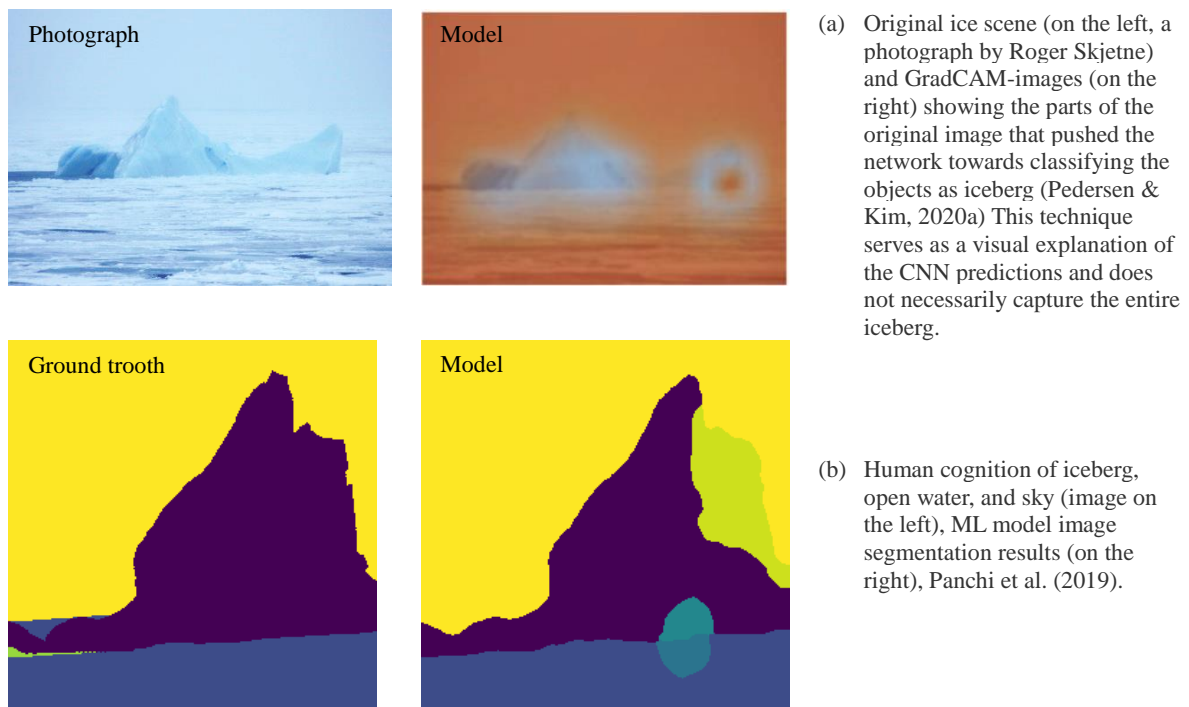 Photograph
Model
(a) Original ice scene (on the left, a
photograph by Roger Skjetne)
and GradCAM-images (on the
right) showing the parts of the
original image that pushed the
network towards classifying the
objects as iceberg (Pedersen &
Kim, 2020a) This technique
serves as a visual explanation of
the CNN predictions and does
not necessarily capture the entire
iceberg.
Ground trooth
Model
(b) Human cognition of iceberg,
open water, and sky (image on
the left), ML model image
segmentation results (on the
right), Panchi et al. (2019).